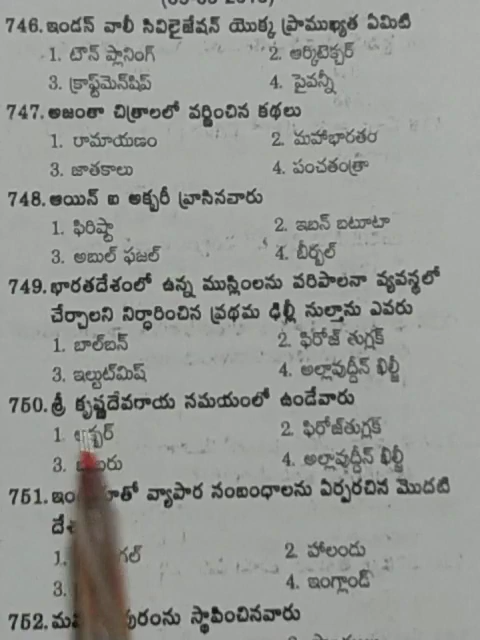 746. ఇండస్ వాలీ సివిలైజేషన్ యొక్క ప్రాముఖ్యత ఏమిటి
1. టౌన్ ప్లానింగ్ 2. ఆర్కిటెక్చర్
3. క్రాఫ్ట్‌మెన్‌షిప్ 4. పైవన్నీ
747. అజంతా చిత్రాలలో వర్ణించిన కథలు
1. రామాయణం 2. మహాభారతం
3. జాతకాలు 4. పంచతంత్రా
748. ఆయిన్ ఐ అక్బరీ వ్రాసినవారు
1. ఫిరిష్టా 2. ఇబన్ బటూటా
3. అబుల్ ఫజల్ 4. బీర్బల్
749. భారతదేశంలో ఉన్న ముస్లింలను పరిపాలనా వ్యవస్థలో
చేర్చాలని నిర్ధారించిన ప్రథమ ఢిల్లీ సుల్తాను ఎవరు
1. బాల్‌బన్ 2. ఫిరోజ్ తుగ్లక్
3. ఇల్టుట్‌మిష్ 4. అల్లావుద్దీన్ ఖిల్జీ
750. శ్రీ కృష్ణదేవరాయ సమయంలో ఉండేవారు
1. అక్బర్ 2. ఫిరోజ్‌తుగ్లక్
3. 4. అల్లావుద్దీన్ ఖిల్జీ
751. వ్యాపార సంబంధాలను ఏర్పరచిన మొదటి
1. 2. హాలండు
3. 4. ఇంగ్లాండ్
752. స్థాపించినవారు